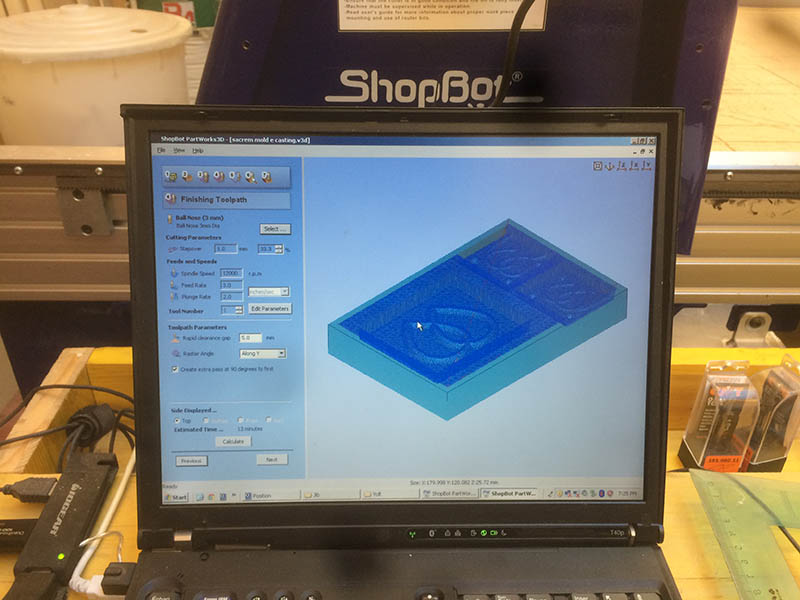 -Machine must be supervised while in operation.
-Read user's guide for more information about proper work piece
mounting and use of router bits.
ShopBot®
ShopBot PartWorks3D - [sacrem mold e casting.v3d]
File View Help
Finishing Toolpath
Ball Nose (3 mm)
Ball Nose 3mm Dia
Select ...
Cutting Parameters
Stepover 1.0 mm 33.3 %
Feeds and Speeds
Spindle Speed 12000 r.p.m
Feed Rate 3.0
Plunge Rate 2.0 inches/sec
Tool Number 1 Edit Parameters
Toolpath Parameters
Rapid clearance gap 5.0 mm
Raster Angle Along Y
Create extra pass at 90 degrees to first
Side Displayed ...
Top
Estimated Time ... 13 minutes
Calculate
Previous Next
Ready
Size: X:179.998 Y:120.082 Z:25.72 mm
Start Position 3b ShopBot PartWork... ShopBot PartW... 7:25 PM
T40p
IOGEAR